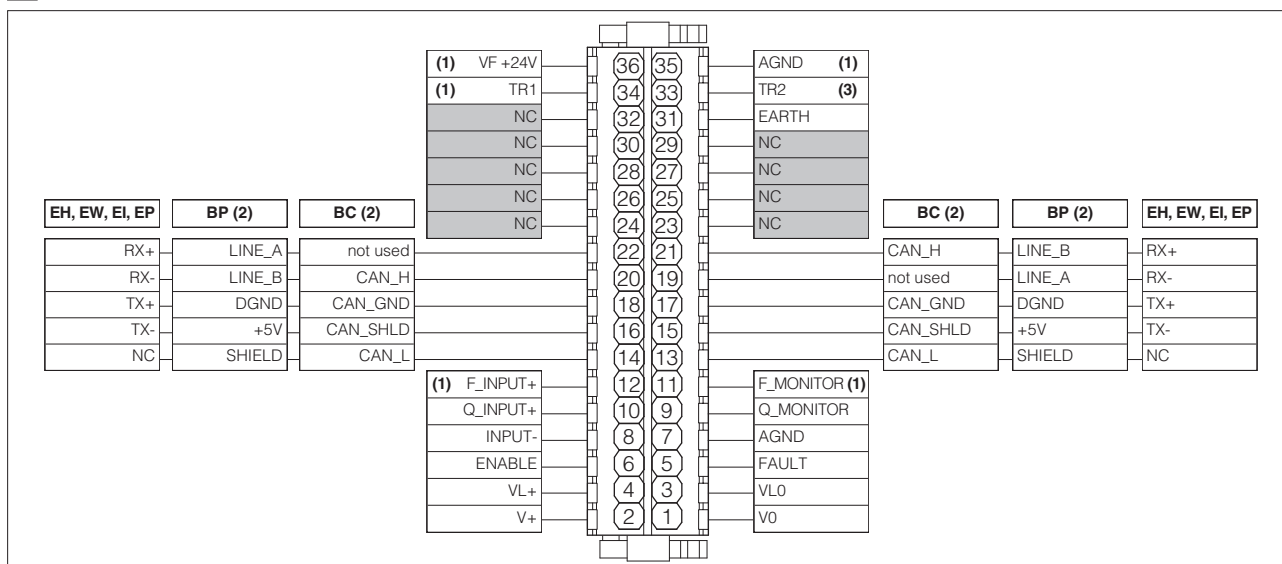 (1) VF +24V 36 35 AGND (1)
(1) TR1 34 33 TR2 (3)
NC 32 31 EARTH
NC 30 29 NC
NC 28 27 NC
NC 26 25 NC
NC 24 23 NC
EH, EW, EI, EP BP (2) BC (2) BC (2) BP (2) EH, EW, EI, EP
RX+ LINE_A not used 22 21 CAN_H LINE_B RX+
RX- LINE_B CAN_H 20 19 not used LINE_A RX-
TX+ DGND CAN_GND 18 17 CAN_GND DGND TX+
TX- +5V CAN_SHLD 16 15 CAN_SHLD +5V TX-
NC SHIELD CAN_L 14 13 CAN_L SHIELD NC
(1) F_INPUT+ 12 11 F_MONITOR (1)
Q_INPUT+ 10 9 Q_MONITOR
INPUT- 8 7 AGND
ENABLE 6 5 FAULT
VL+ 4 3 VL0
V+ 2 1 V0